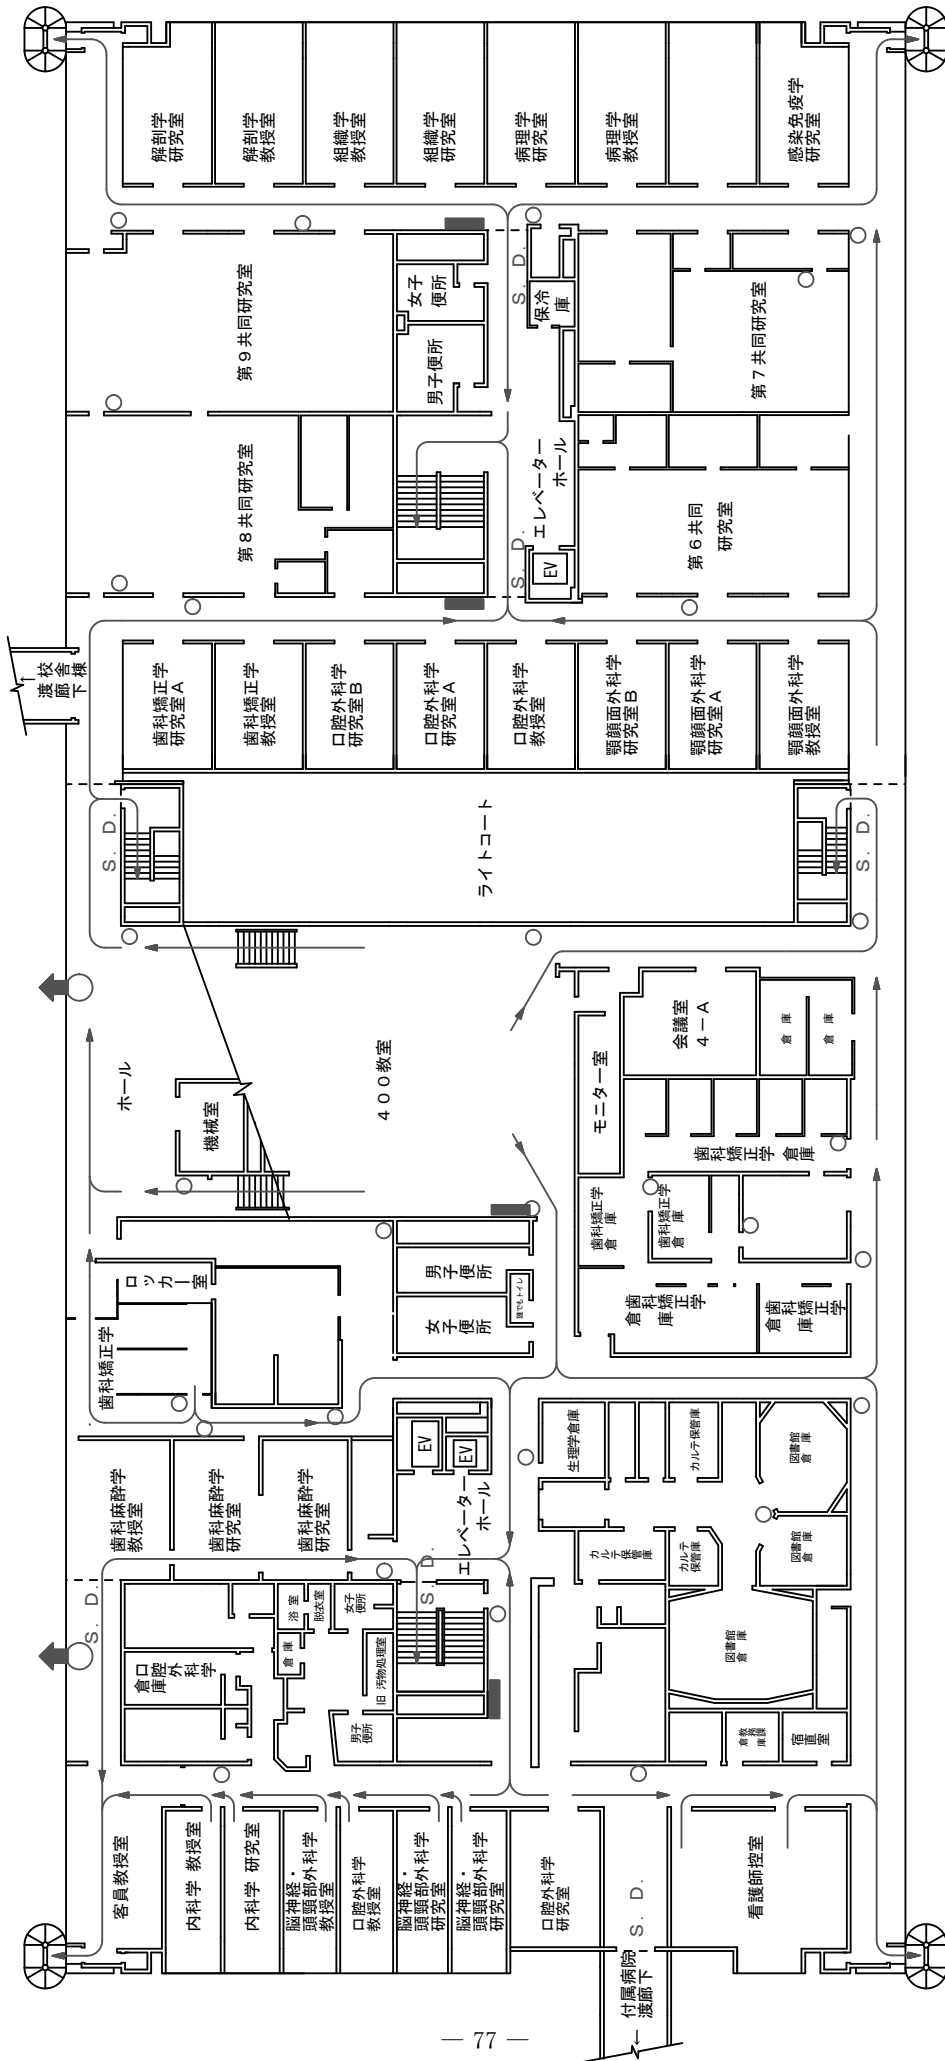 解剖学
研究室
解剖学
教授室
組織学
教授室
組織学
研究室
病理学
研究室
病理学
教授室
感染免疫学
研究室
第９共同研究室
女子
便所
男子便所
S. D.
保冷
庫
第７共同研究室
第８共同研究室
エレベーター
ホール
S. D.
EV
第６共同
研究室
↑
校舎棟
渡廊下
歯科矯正学
研究室A
歯科矯正学
教授室
口腔外科学
研究室B
口腔外科学
研究室A
口腔外科学
教授室
顎顔面外科学
研究室B
顎顔面外科学
研究室A
顎顔面外科学
教授室
S. D.
ライトコート
S. D.
ホール
機械室
４００教室
モニター室
会議室
４－A
倉 庫
倉 庫
歯科矯正学 倉庫
歯科矯正学
倉 庫
歯科矯正学
倉 庫
ロッカー室
歯科矯正学
男子便所
女子便所
誰でもトイレ
歯科矯正学
倉庫
歯科矯正学
倉庫
歯科麻酔学
教授室
歯科麻酔学
研究室
歯科麻酔学
研究室
EV
EV
エレベーター
ホール
生理学倉庫
カルテ保管庫
図書館
倉 庫
カルテ
保管庫
カルテ
保管庫
図書館
倉 庫
S. D.
S. D.
口腔外科学
倉庫
浴 室
脱衣室
女子
便所
倉 庫
旧 汚物処理室
男子
便所
図書館
倉 庫
教務課
倉 庫
宿直室
客員教授室
内科学 教授室
内科学 研究室
脳神経・
頭頸部外科学
教授室
口腔外科学
教授室
脳神経・
頭頸部外科学
研究室
脳神経・
頭頸部外科学
研究室
口腔外科学
研究室
S. D.
看護師控室
← 付属病院
渡廊下
— 77 —